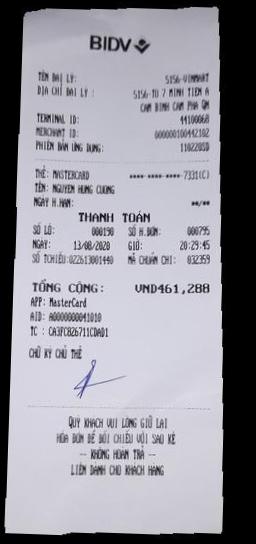 BIDV
TÊN ĐẠI LÝ: 5156-VINMART
ĐỊA CHỈ ĐẠI LÝ : 5156-TD 7 MINH TIEN A
CAM BINH CAM PHA QN
TERMINAL ID: 44100068
MERCHANT ID: 000000100442102
PHIÊN BẢN ỨNG DỤNG: 110220SD
THẺ: MASTERCARD **** **** **** 7331(C)
TÊN: NGUYEN HUNG CUONG
NGÀY H.HẠN: **/**
THANH TOÁN
SỐ LÔ: 000190 SỐ H.ĐƠN: 000795
NGÀY: 13/08/2020 GIỜ: 20:29:45
SỐ TCHIẾU:022613001440 MÃ CHUẨN CHI: 032359
TỔNG CỘNG: VND461,288
APP: MasterCard
AID: A0000000041010
TC : CA3FC826711CDAD1
CHỮ KÝ CHỦ THẺ
QUÝ KHÁCH VUI LÒNG GIỮ LẠI
HÓA ĐƠN ĐỂ ĐỐI CHIẾU VỚI SAO KÊ
-- KHÔNG HOÀN TRẢ --
LIÊN DÀNH CHO KHÁCH HÀNG